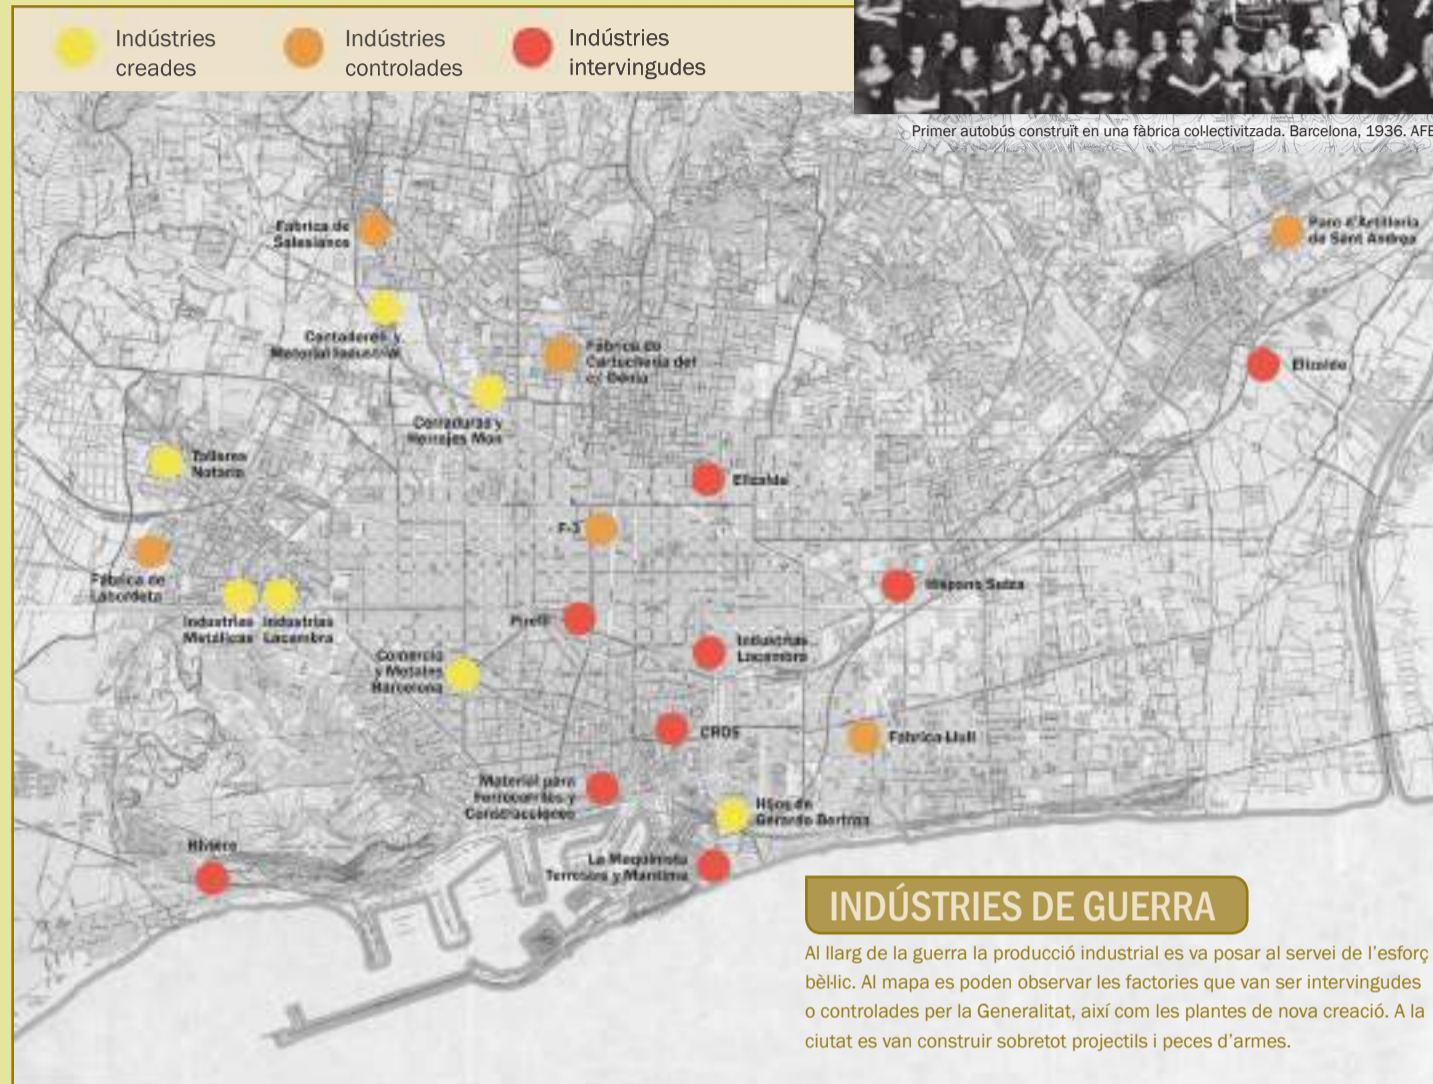 Indústries
creades
Indústries
controlades
Indústries
intervingudes
Primer autobús construït en una fàbrica col·lectivitzada. Barcelona, 1936. AFB
Fabrica de
Salesianos
Parc d'Artilleria
de Sant Andreu
Contadores y
Material Industrial
Fabrica de
Cartucheria del
c/ Dénia
Elizalde
Cerraduras y
Herrajes Mon
Talleres
Notario
Elizalde
F-3
Fabrica de
Labordeta
Hispano Suiza
Industrias
Metálicas
Industrias
Lacambra
Pirelli
Industrias
Lacambra
Comercio
y Metales
Barcelona
CROS
Fabrica Llull
Material para
Ferrocarriles y
Construcciones
Hijos de
Gerardo Bertran
Riviere
La Maquinista
Terrestre y Marítima
INDÚSTRIES DE GUERRA
Al llarg de la guerra la producció industrial es va posar al servei de l'esforç
bèl·lic. Al mapa es poden observar les factories que van ser intervingudes
o controlades per la Generalitat, així com les plantes de nova creació. A la
ciutat es van construir sobretot projectils i peces d'armes.